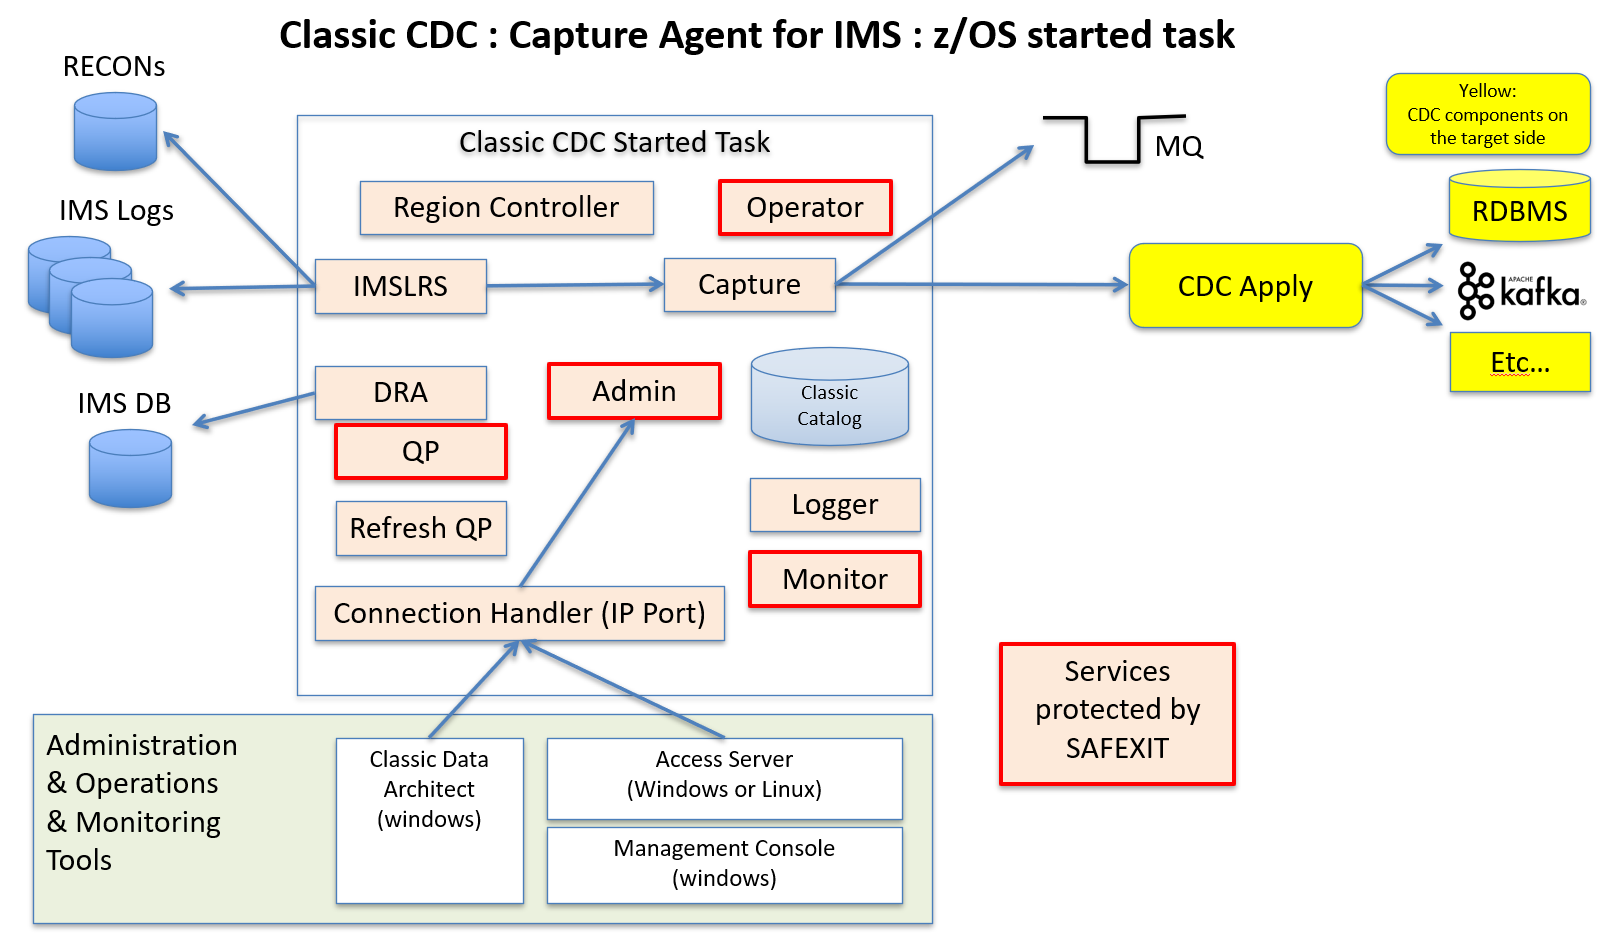 Classic CDC : Capture Agent for IMS : z/OS started task
RECONs
IMS Logs
IMS DB
Classic CDC Started Task
Region Controller
Operator
IMSLRS
Capture
DRA
QP
Refresh QP
Admin
Classic
Catalog
Logger
Monitor
Connection Handler (IP Port)
MQ
Yellow:
CDC components on
the target side
RDBMS
CDC Apply
APACHE
kafka®
Etc...
Services
protected by
SAFEXIT
Administration
& Operations
& Monitoring
Tools
Classic Data
Architect
(windows)
Access Server
(Windows or Linux)
Management Console
(windows)